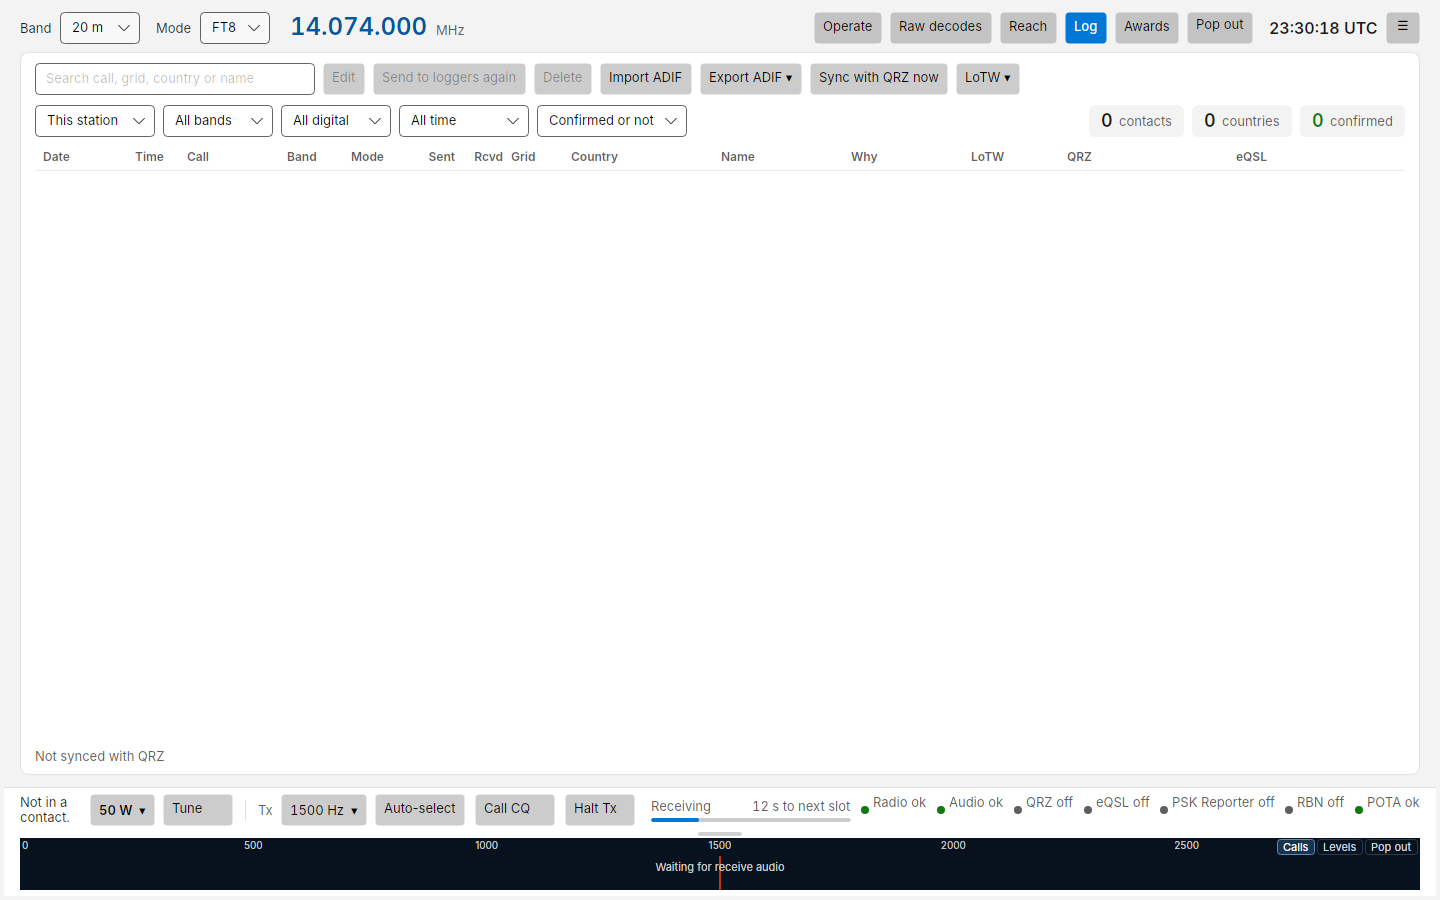 Band 20 m Mode FT8 14.074.000 MHz Operate Raw decodes Reach Log Awards Pop out 23:30:18 UTC ☰
Search call, grid, country or name Edit Send to loggers again Delete Import ADIF Export ADIF ▾ Sync with QRZ now LoTW ▾
This station All bands All digital All time Confirmed or not 0 contacts 0 countries 0 confirmed
Date Time Call Band Mode Sent Rcvd Grid Country Name Why LoTW QRZ eQSL
Not synced with QRZ
Not in a contact. 50 W ▾ Tune Tx 1500 Hz ▾ Auto-select Call CQ Halt Tx Receiving 12 s to next slot Radio ok Audio ok QRZ off eQSL off PSK Reporter off RBN off POTA ok
0 500 1000 1500 2000 2500 Calls Levels Pop out
Waiting for receive audio